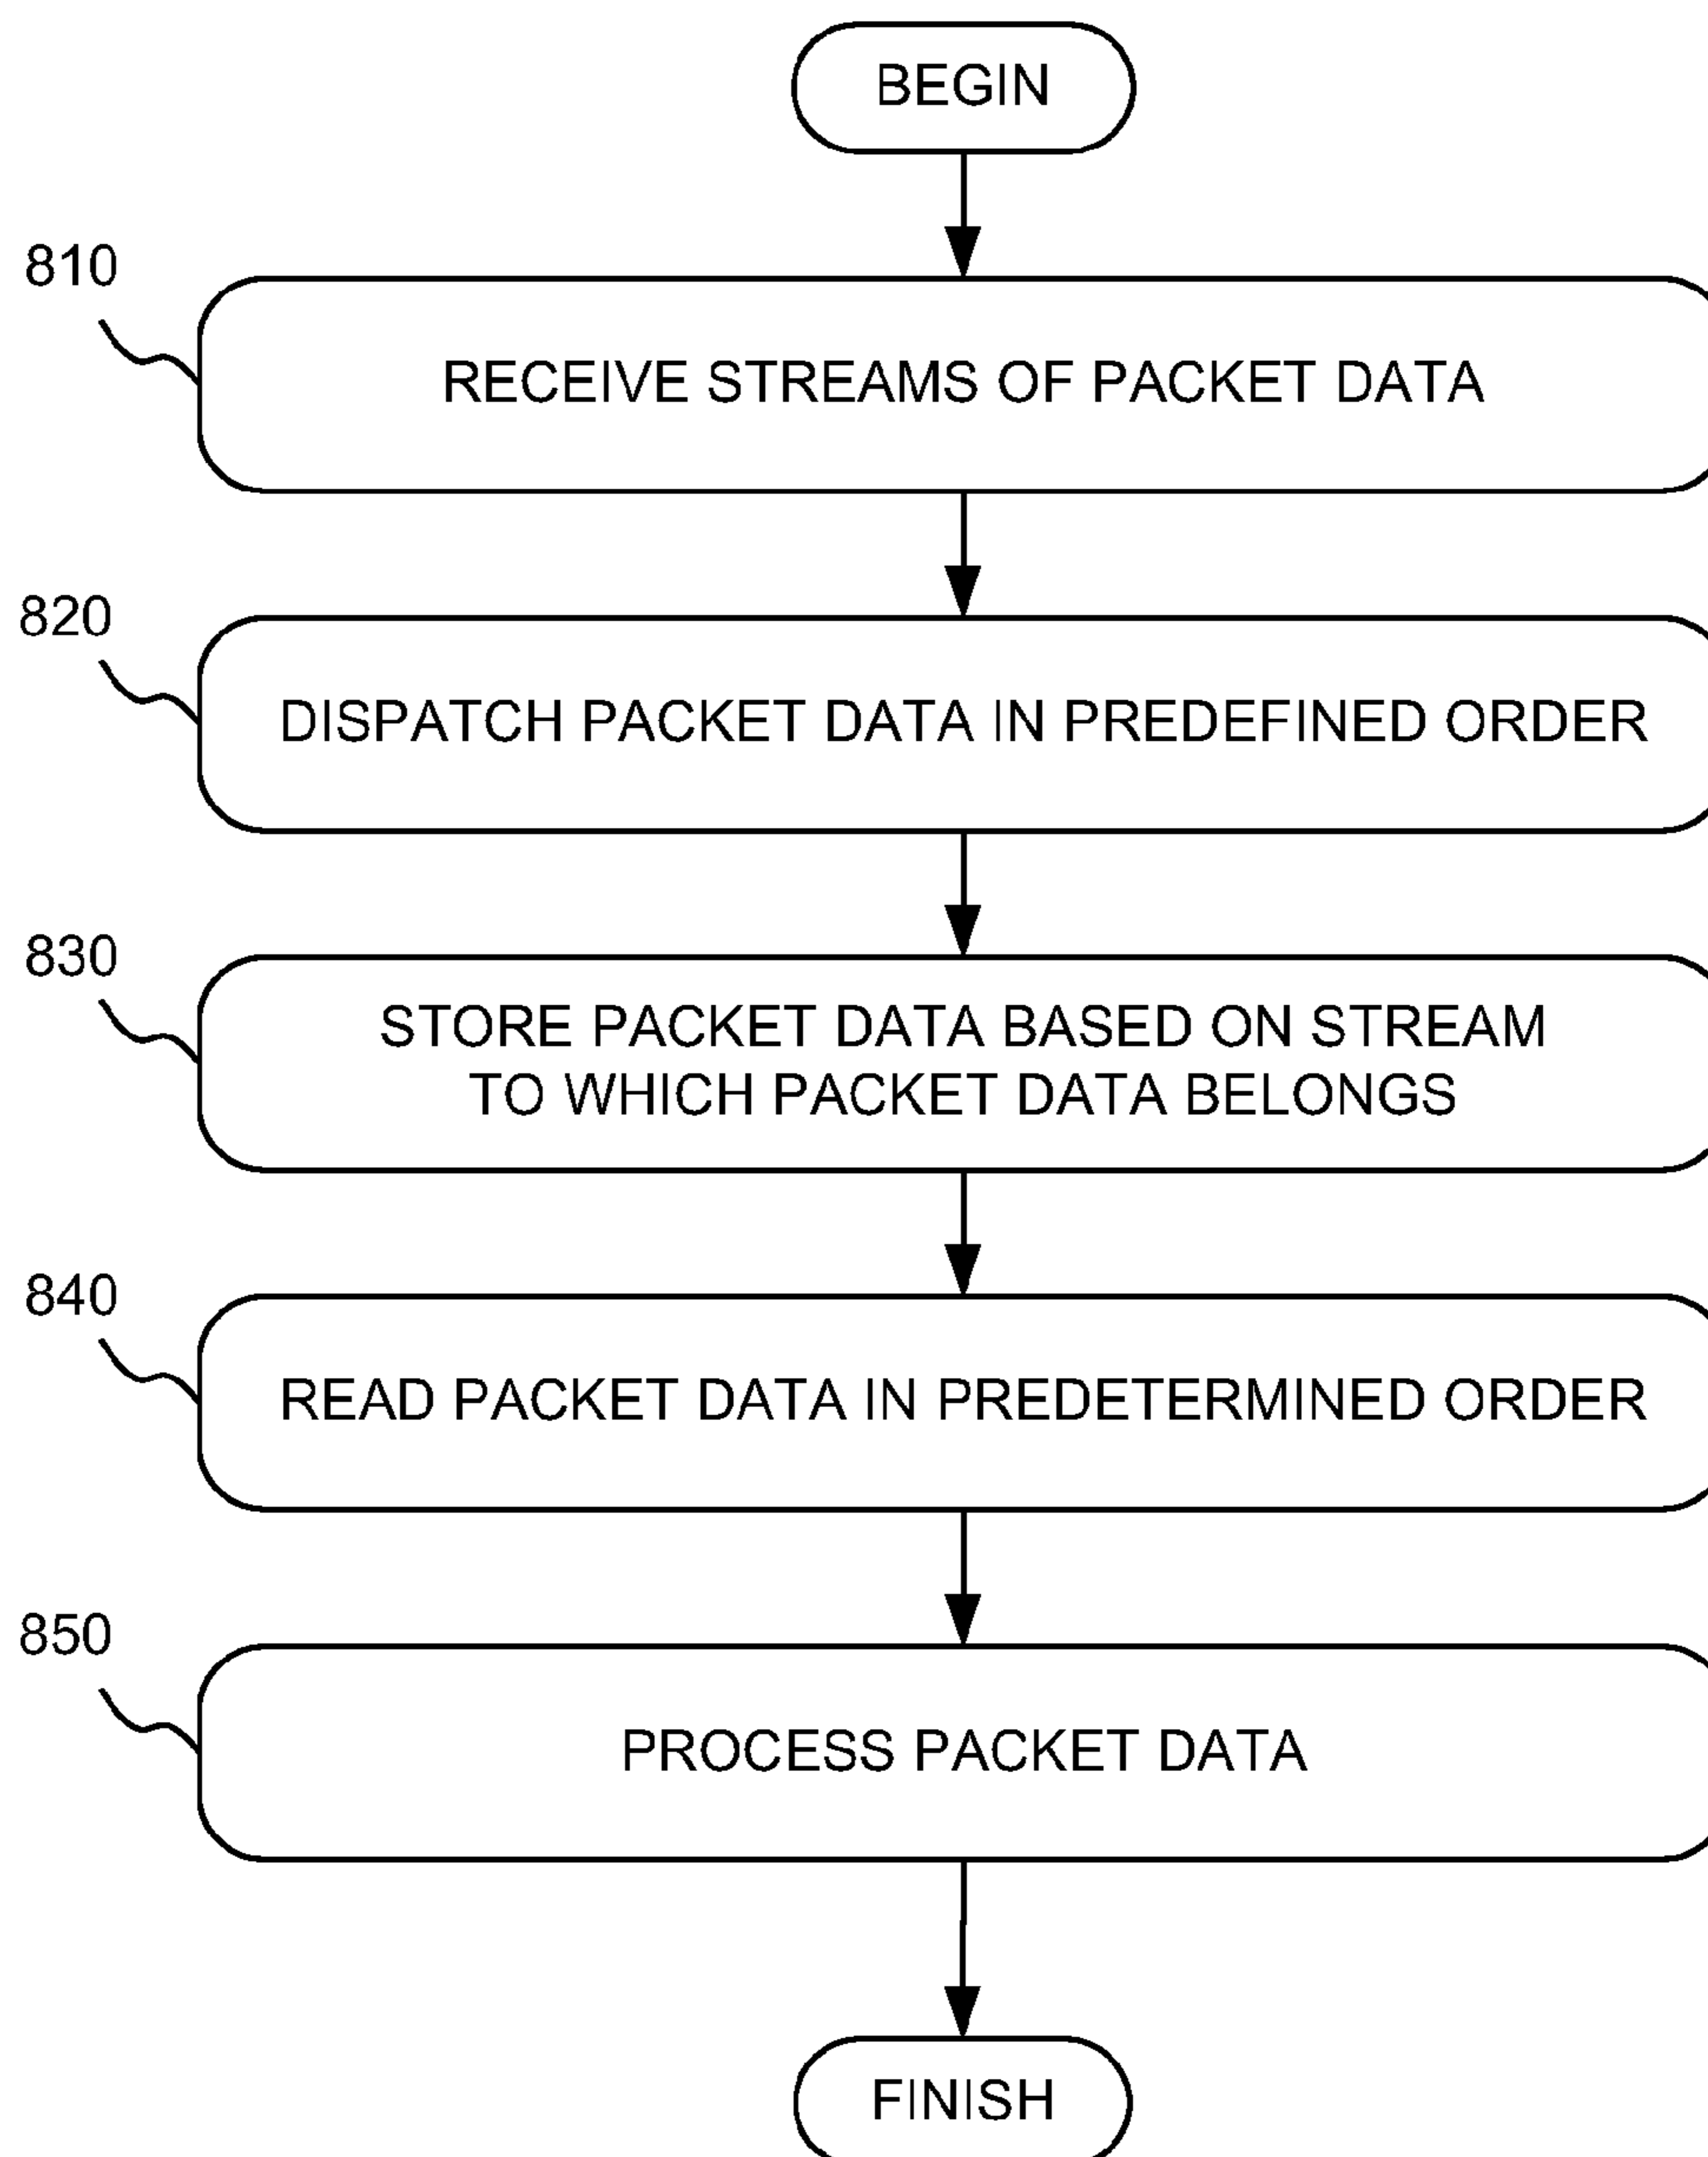 BEGIN
810
RECEIVE STREAMS OF PACKET DATA
820
DISPATCH PACKET DATA IN PREDEFINED ORDER
830
STORE PACKET DATA BASED ON STREAM
TO WHICH PACKET DATA BELONGS
840
READ PACKET DATA IN PREDETERMINED ORDER
850
PROCESS PACKET DATA
FINISH